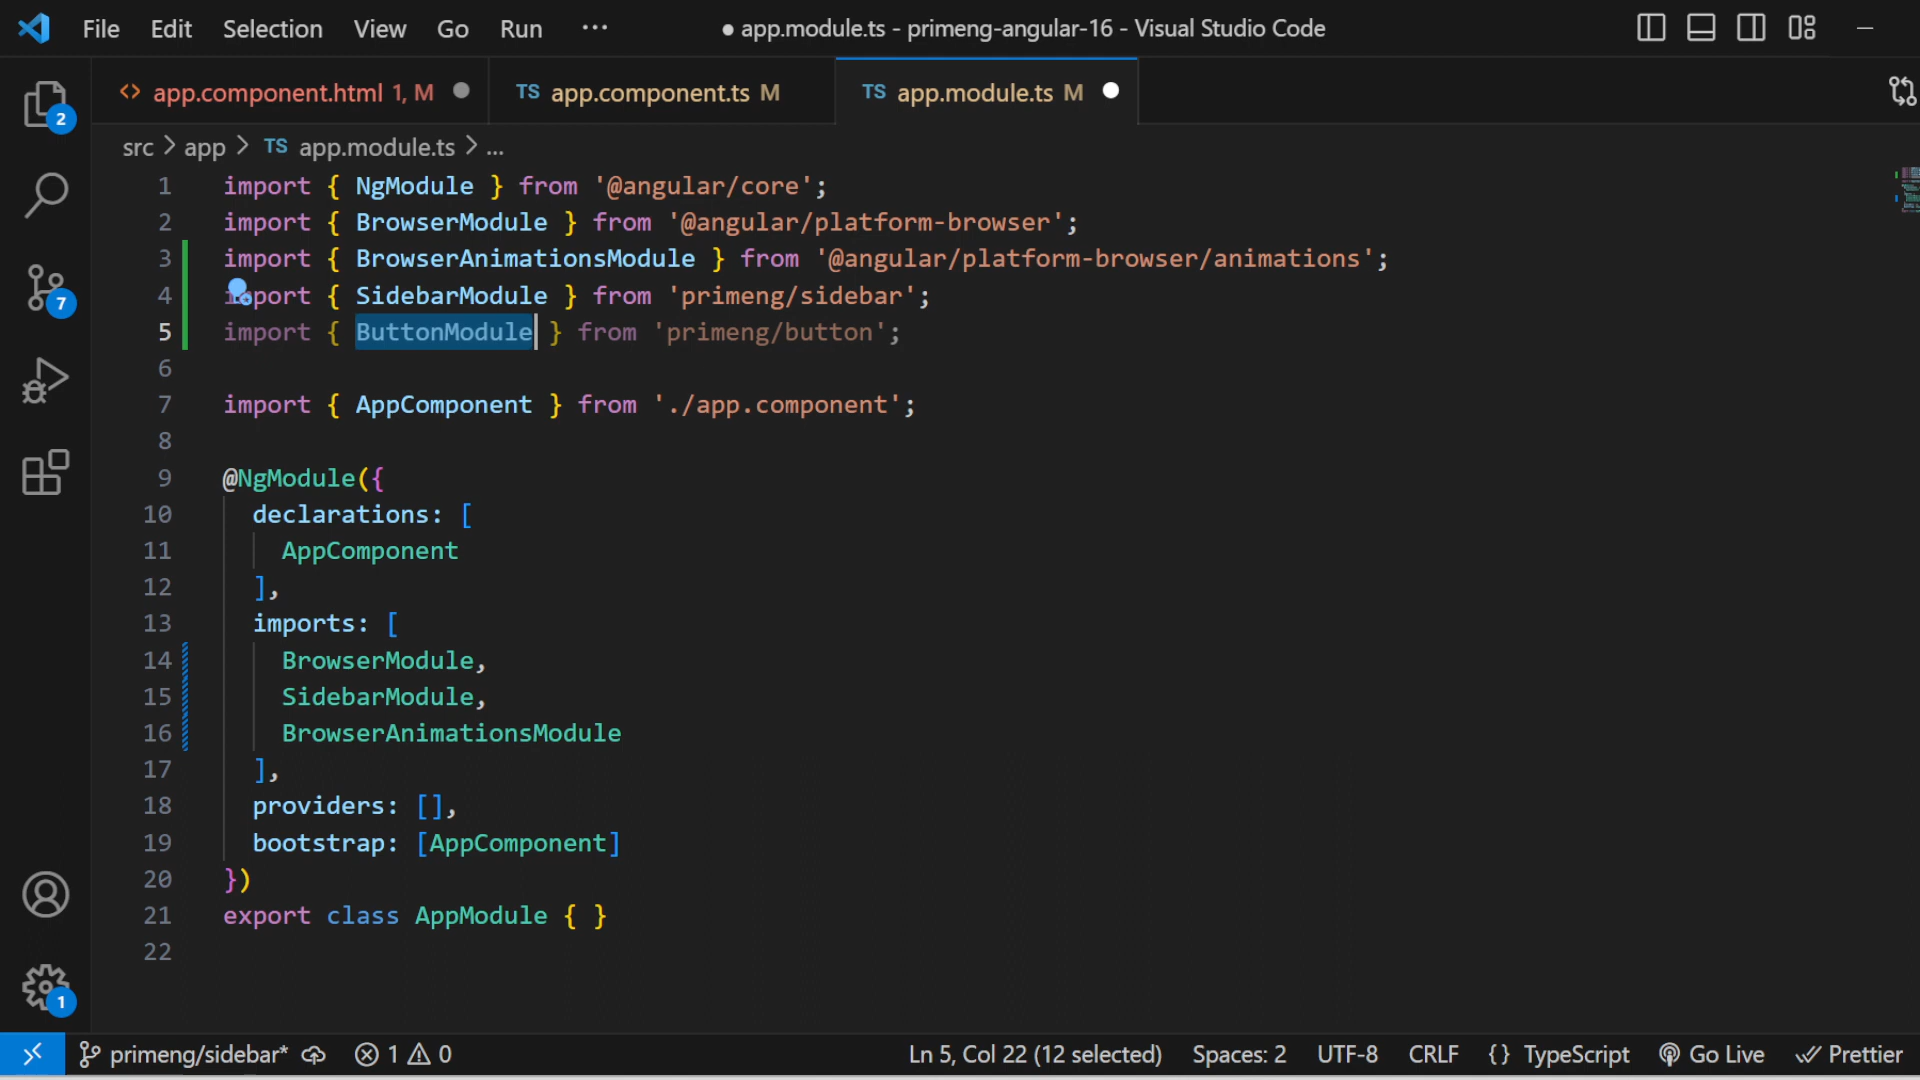 File Edit Selection View Go Run ··· ● app.module.ts - primeng-angular-16 - Visual Studio Code
<> app.component.html 1, M ● TS app.component.ts M TS app.module.ts M ●
src > app > TS app.module.ts > ...
1 import { NgModule } from '@angular/core';
2 import { BrowserModule } from '@angular/platform-browser';
3 import { BrowserAnimationsModule } from '@angular/platform-browser/animations';
4 import { SidebarModule } from 'primeng/sidebar';
5 import { ButtonModule } from 'primeng/button';
6
7 import { AppComponent } from './app.component';
8
9 @NgModule({
10 declarations: [
11 AppComponent
12 ],
13 imports: [
14 BrowserModule,
15 SidebarModule,
16 BrowserAnimationsModule
17 ],
18 providers: [],
19 bootstrap: [AppComponent]
20 })
21 export class AppModule { }
22
2
7
1
primeng/sidebar* 1 0 Ln 5, Col 22 (12 selected) Spaces: 2 UTF-8 CRLF {} TypeScript Go Live Prettier